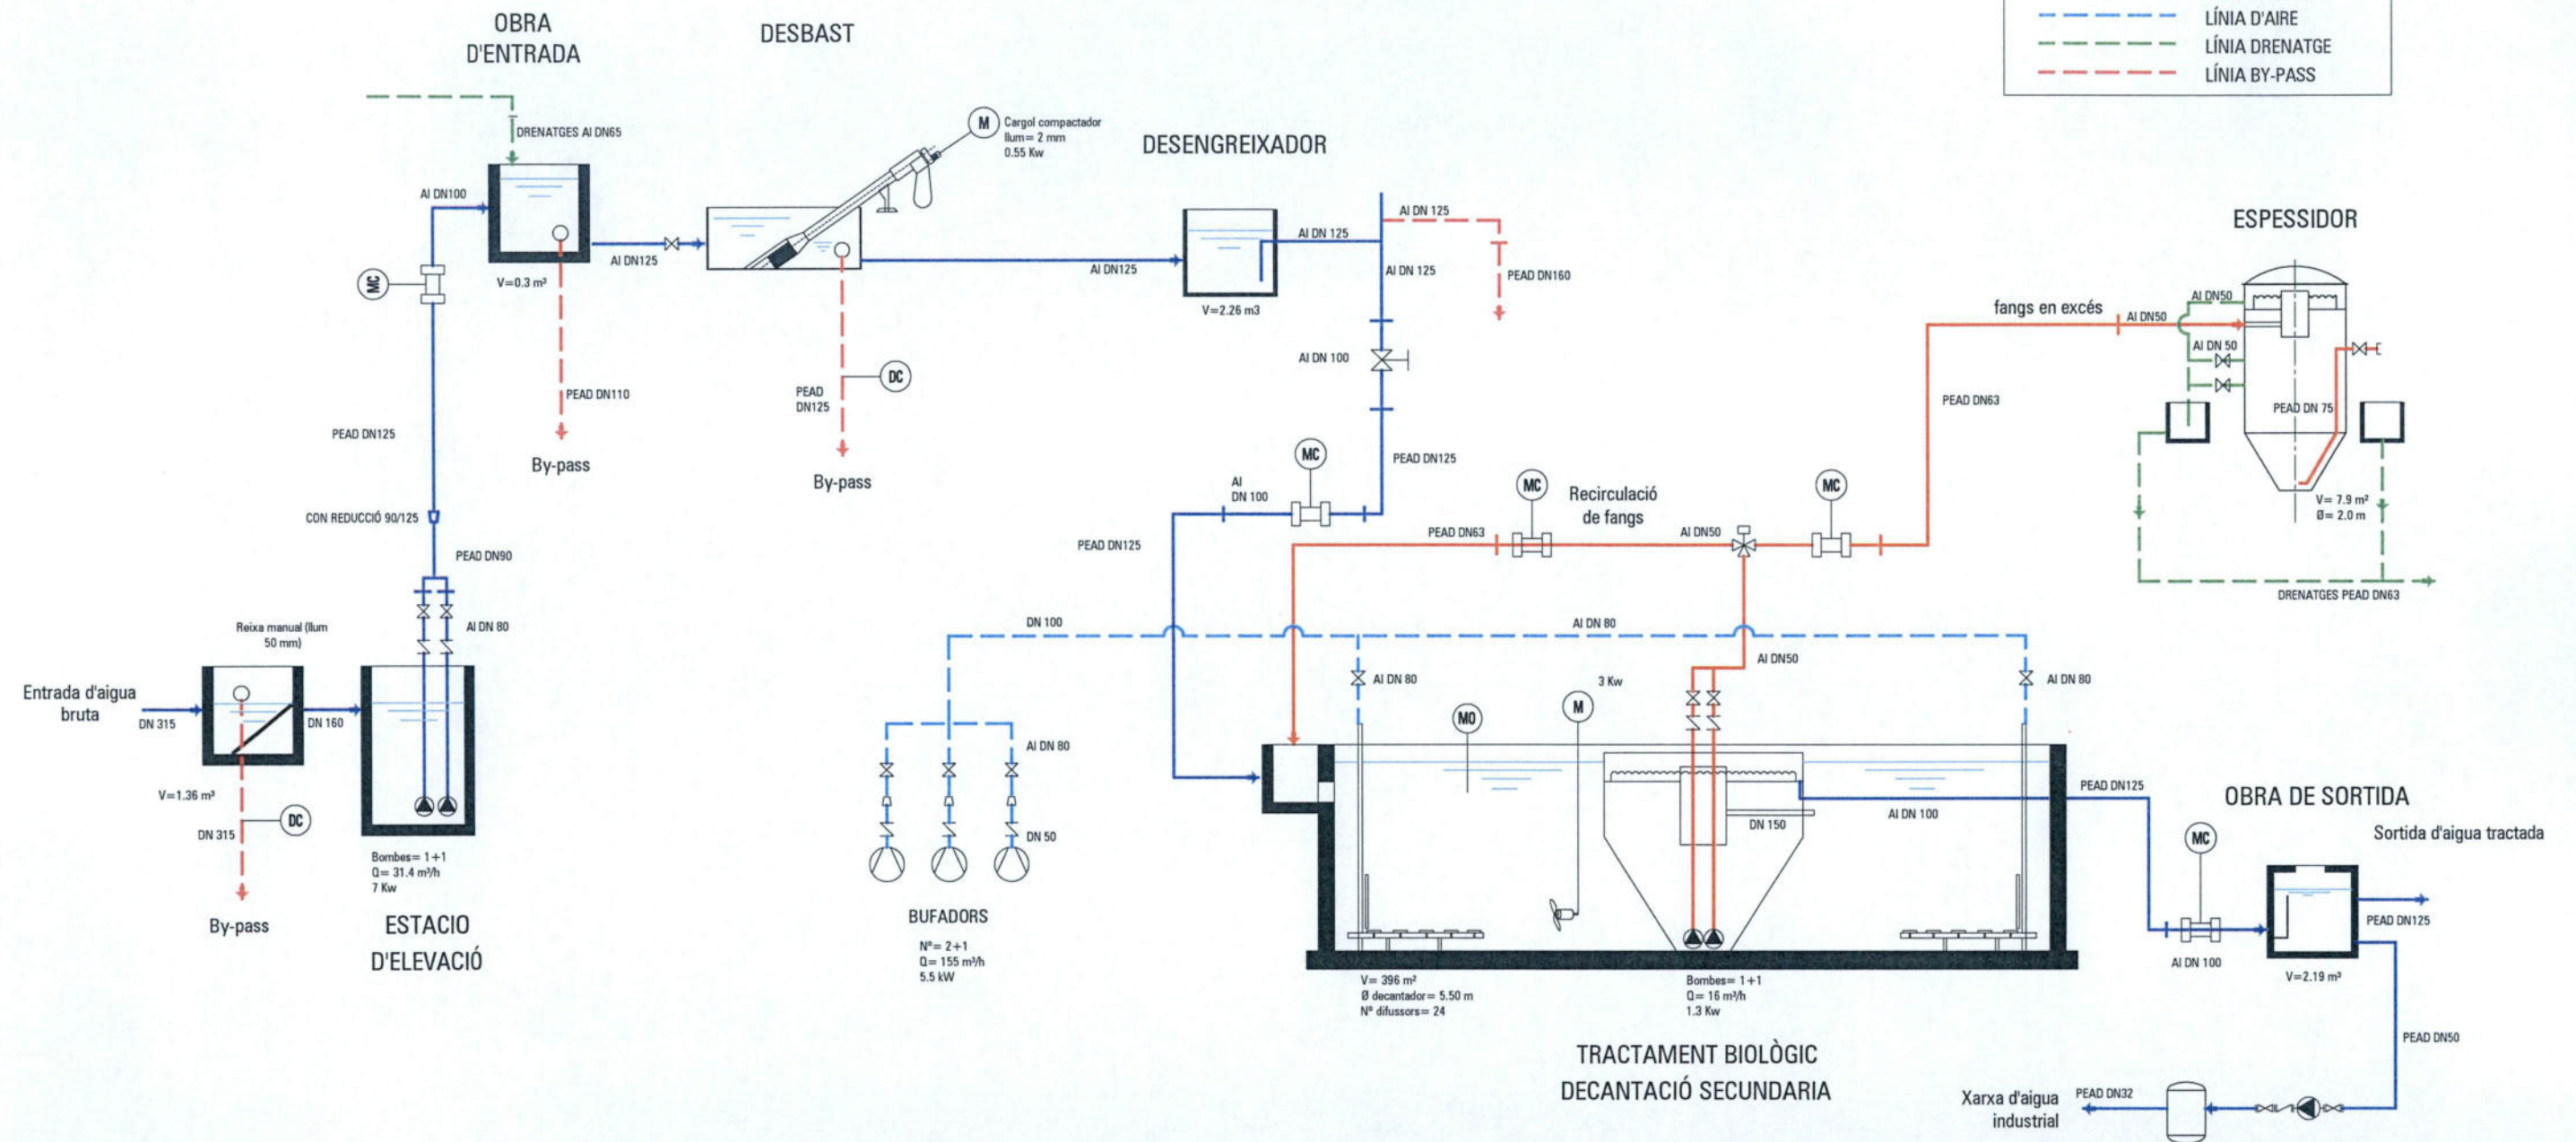 OBRA
D'ENTRADA
DESBAST
LÍNIA D'AIRE
LÍNIA DRENATGE
LÍNIA BY-PASS
DRENATGES AI DN65
M
Cargol compactador
llum= 2 mm
0.55 Kw
DESENGREIXADOR
AI DN100
MC
V=0.3 m³
AI DN125
AI DN125
V=2.26 m3
AI DN 125
AI DN 125
AI DN 125
PEAD DN160
AI DN 100
ESPESSIDOR
fangs en excés
AI DN50
AI DN50
AI DN 50
PEAD DN63
PEAD DN 75
V= 7.9 m²
Ø= 2.0 m
DRENATGES PEAD DN63
PEAD DN110
By-pass
PEAD
DN125
DC
By-pass
PEAD DN125
CON REDUCCIÓ 90/125
PEAD DN90
AI DN 80
Reixa manual (llum
50 mm)
Entrada d'aigua
bruta
DN 315
DN 160
V=1.36 m³
DN 315
DC
By-pass
Bombes= 1+1
Q= 31.4 m³/h
7 Kw
ESTACIO
D'ELEVACIÓ
PEAD DN125
MC
AI
DN 100
PEAD DN125
PEAD DN63
MC
Recirculació
de fangs
AI DN50
MC
DN 100
AI DN 80
AI DN 80
AI DN50
AI DN 80
AI DN 80
DN 50
BUFADORS
Nº= 2+1
Q= 155 m³/h
5.5 kW
MO
M
3 Kw
DN 150
AI DN 100
V= 396 m²
Ø decantador= 5.50 m
Nº difussors= 24
Bombes= 1+1
Q= 16 m³/h
1.3 Kw
TRACTAMENT BIOLÒGIC
DECANTACIÓ SECUNDARIA
PEAD DN125
OBRA DE SORTIDA
MC
Sortida d'aigua tractada
PEAD DN125
AI DN 100
V=2.19 m³
PEAD DN50
Xarxa d'aigua
industrial
PEAD DN32